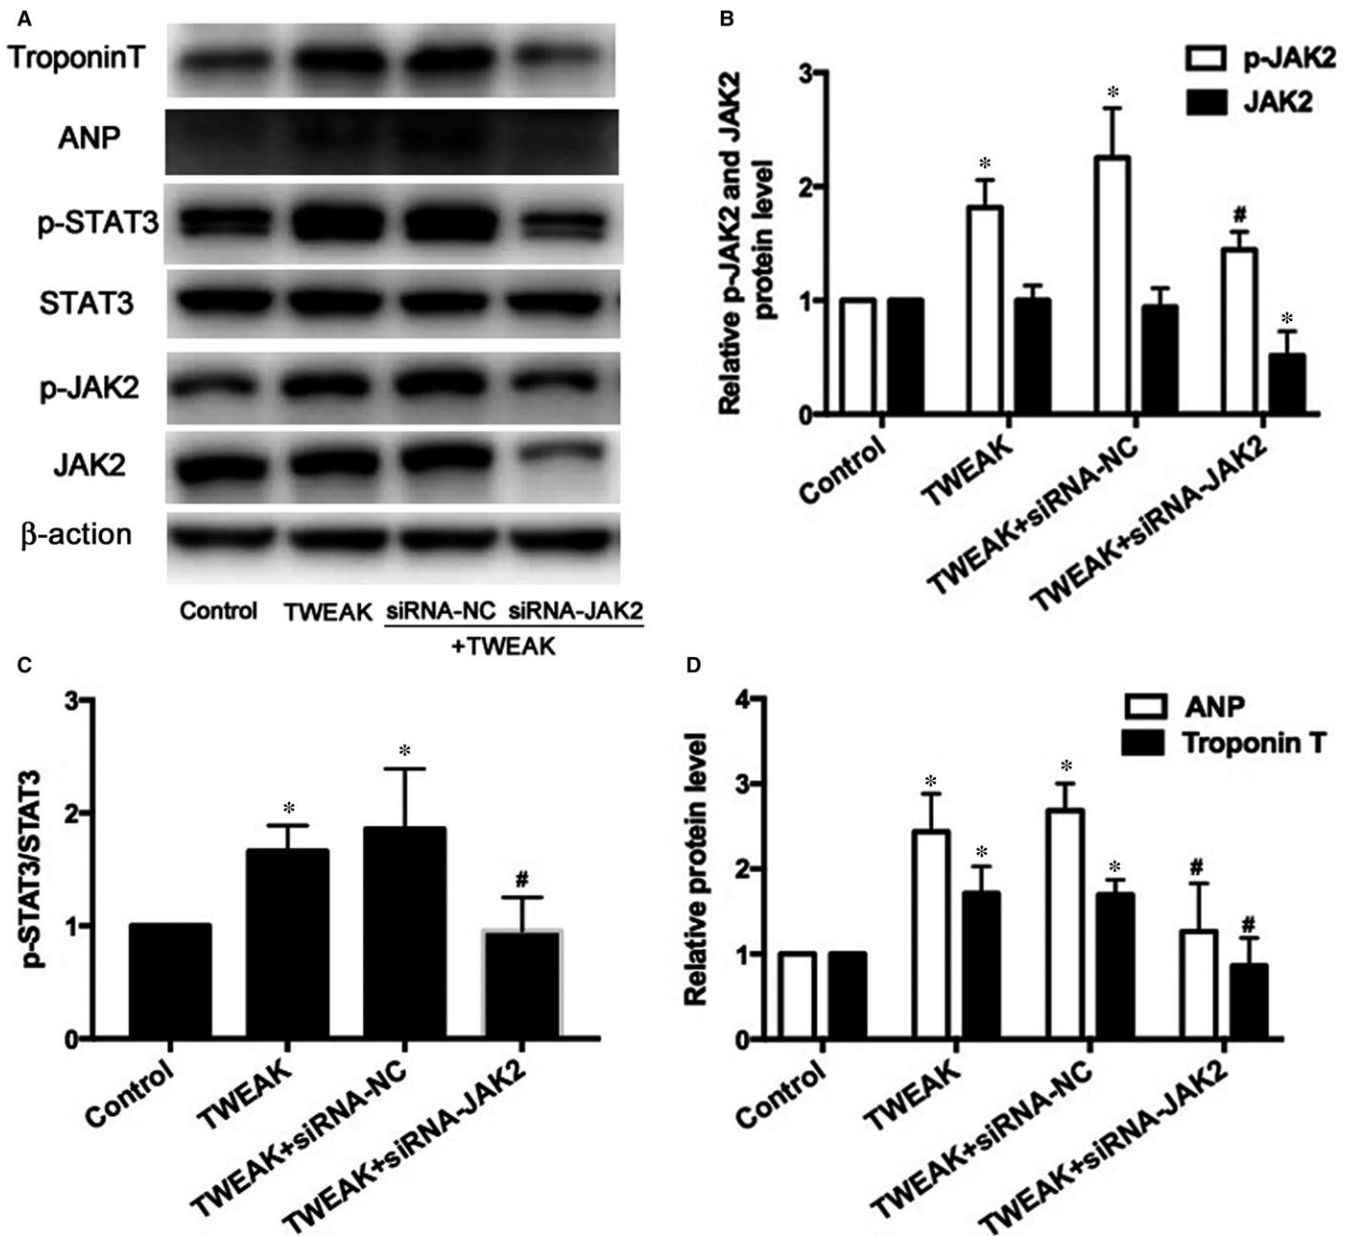 A
TroponinT
ANP
p-STAT3
STAT3
p-JAK2
JAK2
β-action
Control TWEAK siRNA-NC siRNA-JAK2
+TWEAK
B
Relative p-JAK2 and JAK2
protein level
p-JAK2
JAK2
3
2
1
0
*
*
#
*
Control
TWEAK
TWEAK+siRNA-NC
TWEAK+siRNA-JAK2
C
p-STAT3/STAT3
3
2
1
0
*
*
#
Control
TWEAK
TWEAK+siRNA-NC
TWEAK+siRNA-JAK2
D
Relative protein level
ANP
Troponin T
4
3
2
1
0
*
*
*
*
#
#
Control
TWEAK
TWEAK+siRNA-NC
TWEAK+siRNA-JAK2